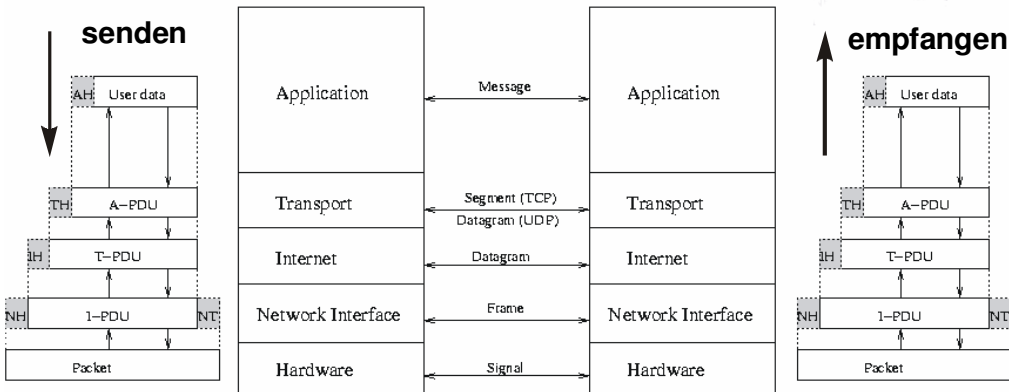 senden
AH User data
TH A-PDU
IH T-PDU
NH I-PDU NT
Packet
Application
Transport
Internet
Network Interface
Hardware
Message
Segment (TCP)
Datagram (UDP)
Datagram
Frame
Signal
Application
Transport
Internet
Network Interface
Hardware
empfangen
AH User data
TH A-PDU
IH T-PDU
NH I-PDU NT
Packet